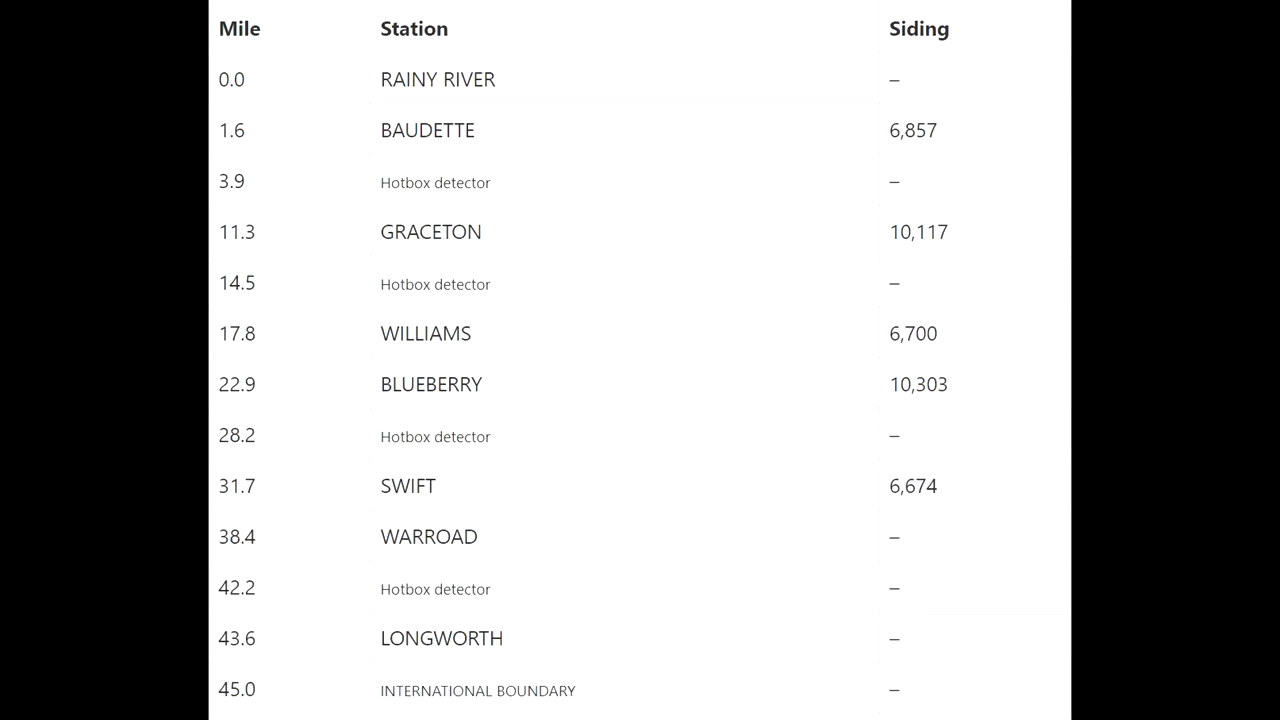 Mile Station Siding
0.0 RAINY RIVER –
1.6 BAUDETTE 6,857
3.9 Hotbox detector –
11.3 GRACETON 10,117
14.5 Hotbox detector –
17.8 WILLIAMS 6,700
22.9 BLUEBERRY 10,303
28.2 Hotbox detector –
31.7 SWIFT 6,674
38.4 WARROAD –
42.2 Hotbox detector –
43.6 LONGWORTH –
45.0 INTERNATIONAL BOUNDARY –